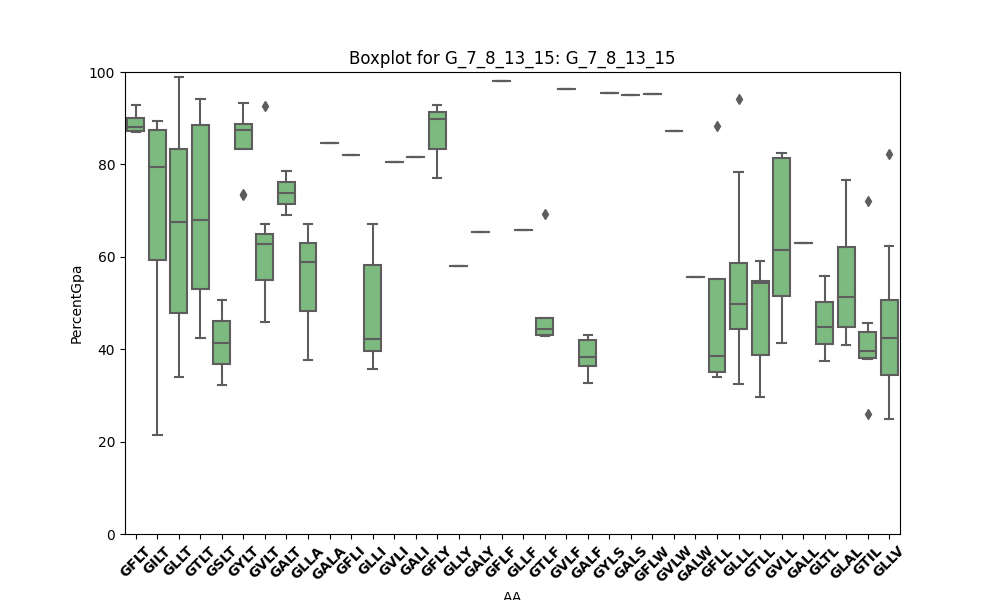 Boxplot for G_7_8_13_15: G_7_8_13_15
PercentGpa
100
80
60
40
20
0
GFILT
GILT
GLLT
GTLT
GSLT
GYLT
GVLT
GALT
GLLA
GALA
GFLI
GLLI
GVLI
GALI
GFLY
GLLY
GALY
GFLF
GLLF
GTLF
GVLF
GALF
GYLS
GALS
GFLW
GVLW
GALW
GFLL
GLLL
GTLL
GVLL
GALL
GLTL
GLAL
GTIL
GLLV
AA